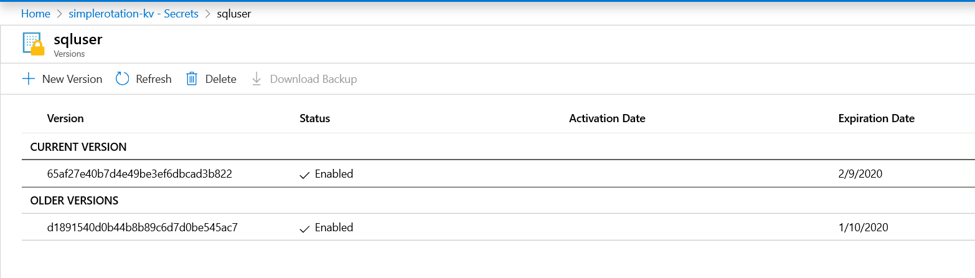 Home > simplerotation-kv - Secrets > sqluser
sqluser
Versions
New Version Refresh Delete Download Backup
Version Status Activation Date Expiration Date
CURRENT VERSION
65af27e40b7d4e49be3ef6dbcad3b822 Enabled 2/9/2020
OLDER VERSIONS
d1891540d0b44b8b89c6d7d0be545ac7 Enabled 1/10/2020